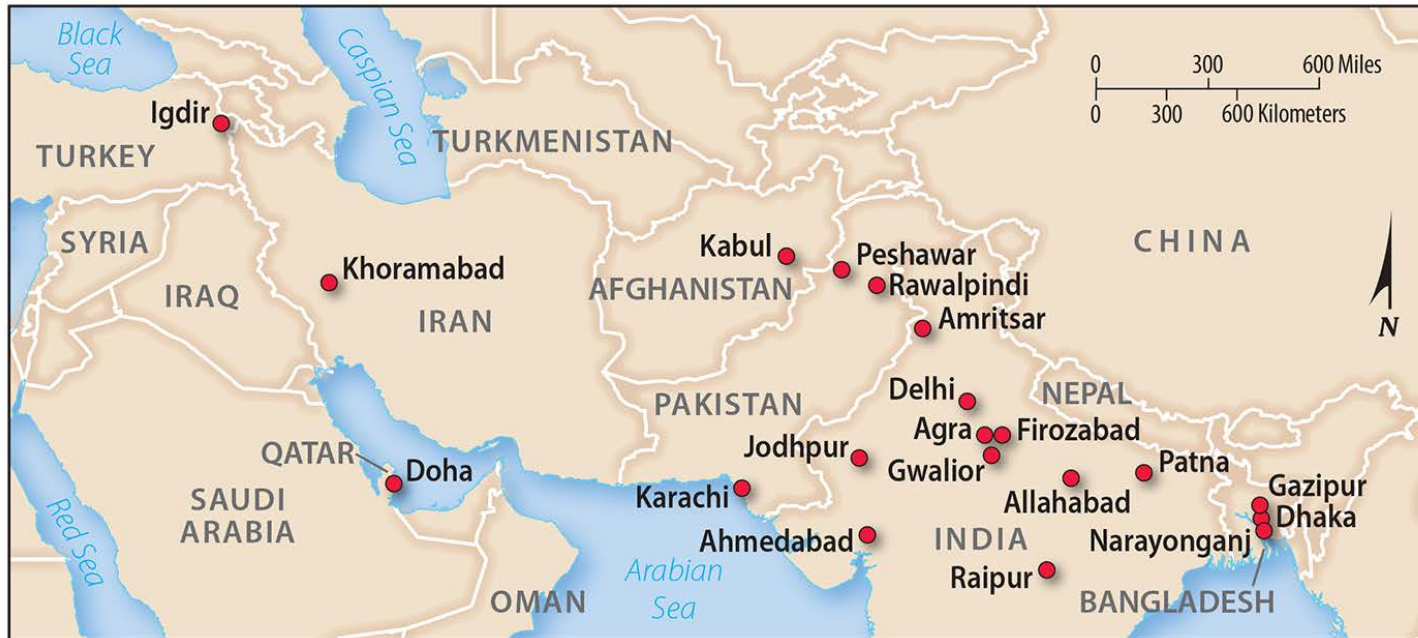 Black
Sea
Caspian Sea
0 300 600 Miles
0 300 600 Kilometers
Igdir
TURKEY
TURKMENISTAN
SYRIA
IRAQ
Khoramabad
IRAN
Kabul
AFGHANISTAN
Peshawar
Rawalpindi
Amritsar
CHINA
N
PAKISTAN
Delhi
NEPAL
Agra
Firozabad
Jodhpur
Gwalior
Patna
Allahabad
QATAR
Doha
SAUDI
ARABIA
Red Sea
Karachi
Ahmedabad
INDIA
Gazipur
Dhaka
Narayonganj
Raipur
BANGLADESH
OMAN
Arabian
Sea